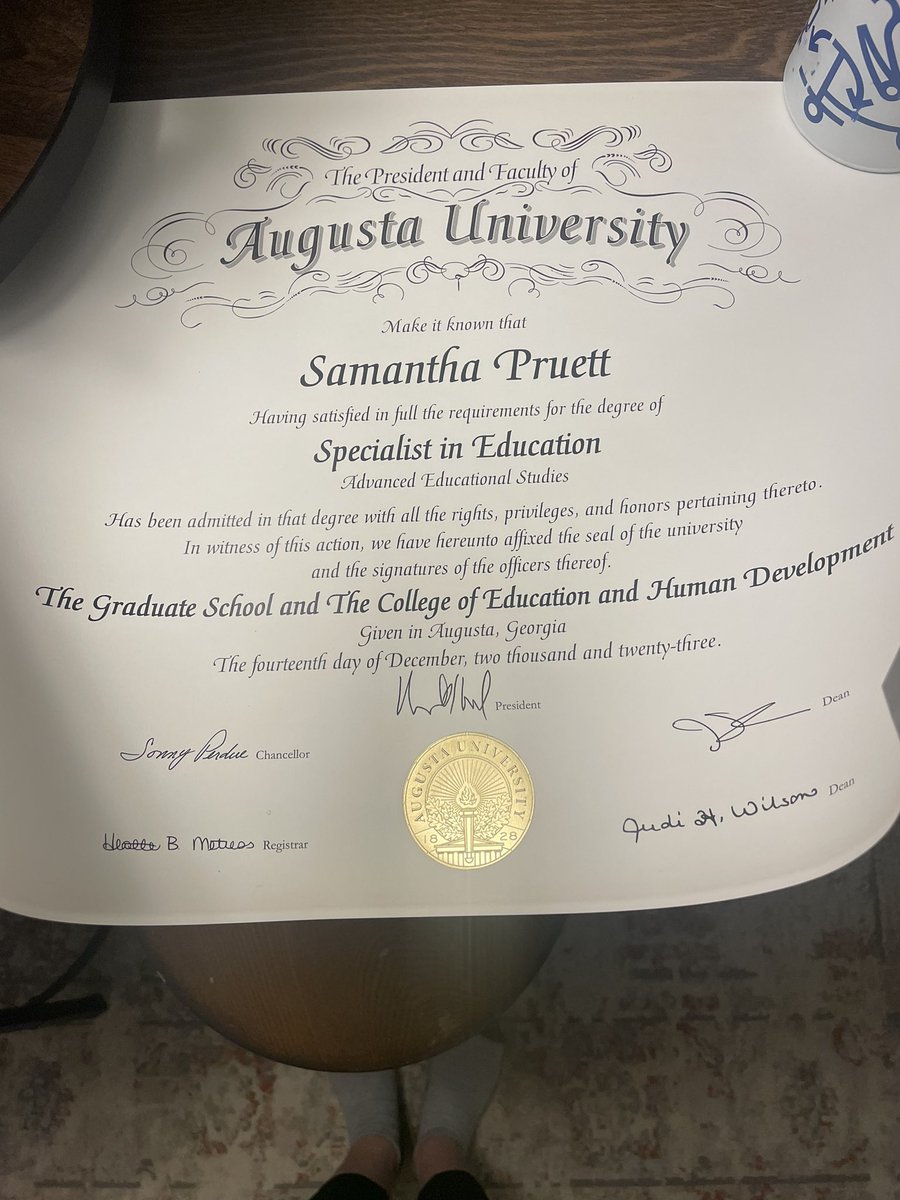 The President and Faculty of
Augusta University
Make it known that
Samantha Pruett
Having satisfied in full the requirements for the degree of
Specialist in Education
Advanced Educational Studies
Has been admitted in that degree with all the rights, privileges, and honors pertaining thereto.
In witness of this action, we have hereunto affixed the seal of the university
and the signatures of the officers thereof.
The Graduate School and The College of Education and Human Development
Given in Augusta, Georgia
The fourteenth day of December, two thousand and twenty-three.
President
Dean
Sonny Perdue Chancellor
AUGUSTA UNIVERSITY
1828
Judi H. Wilson Dean
B. Registrar